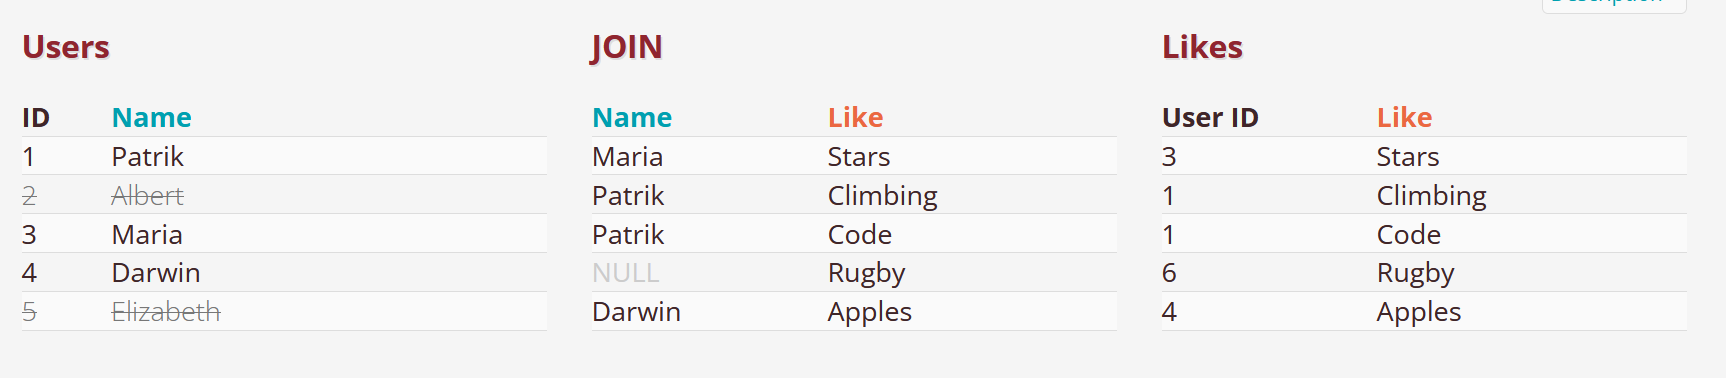 Users JOIN Likes
ID Name Name Like User ID Like
1 Patrik Maria Stars 3 Stars
2 Albert Patrik Climbing 1 Climbing
3 Maria Patrik Code 1 Code
4 Darwin NULL Rugby 6 Rugby
5 Elizabeth Darwin Apples 4 Apples